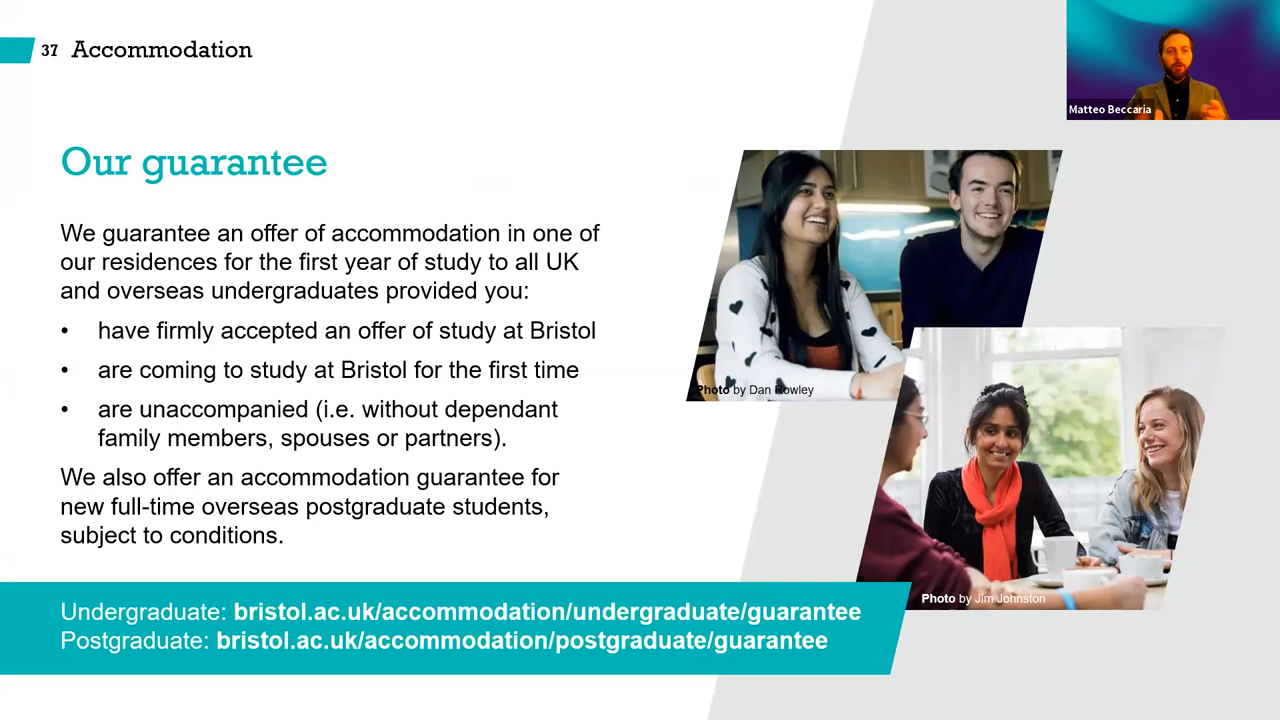 37 Accommodation
Matteo Beccaria
Our guarantee
We guarantee an offer of accommodation in one of
our residences for the first year of study to all UK
and overseas undergraduates provided you:
• have firmly accepted an offer of study at Bristol
• are coming to study at Bristol for the first time
• are unaccompanied (i.e. without dependant
family members, spouses or partners).
We also offer an accommodation guarantee for
new full-time overseas postgraduate students,
subject to conditions.
Photo by Dan Rowley
Photo by Jim Johnston
Undergraduate: bristol.ac.uk/accommodation/undergraduate/guarantee
Postgraduate: bristol.ac.uk/accommodation/postgraduate/guarantee